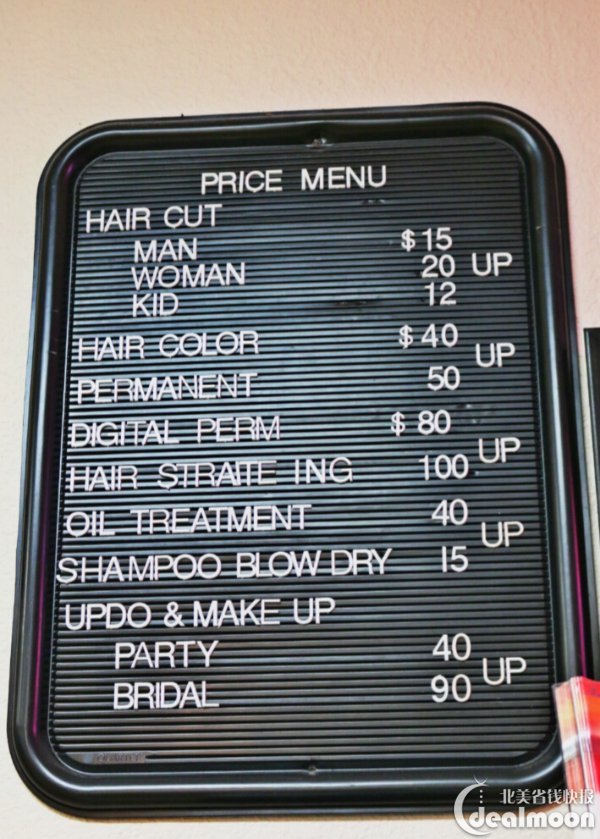 PRICE MENU
HAIR CUT
MAN $15
WOMAN 20 UP
KID 12
HAIR COLOR $40
UP
PERMANENT 50
DIGITAL PERM $80
UP
HAIR STRAITE ING 100
OIL TREATMENT 40
UP
SHAMPOO BLOW DRY 15
UPDO & MAKE UP
PARTY 40
UP
BRIDAL 90
北美省钱快报
dealmoon